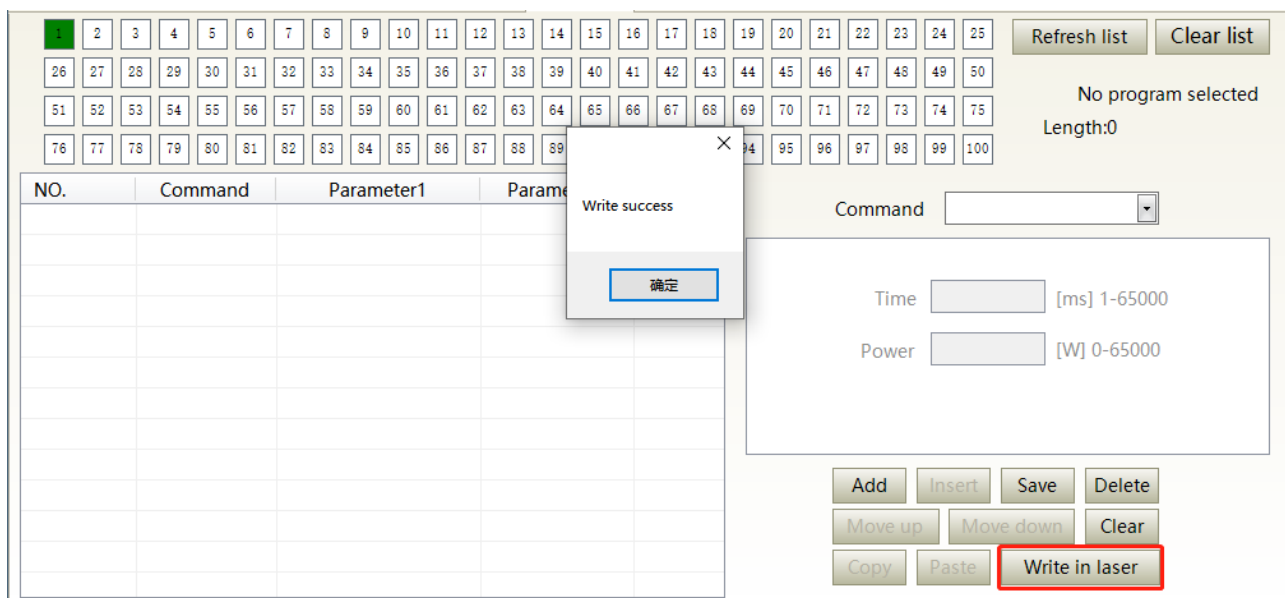 1 2 3 4 5 6 7 8 9 10 11 12 13 14 15 16 17 18 19 20 21 22 23 24 25 Refresh list Clear list
26 27 28 29 30 31 32 33 34 35 36 37 38 39 40 41 42 43 44 45 46 47 48 49 50
No program selected
51 52 53 54 55 56 57 58 59 60 61 62 63 64 65 66 67 68 69 70 71 72 73 74 75
Length:0
76 77 78 79 80 81 82 83 84 85 86 87 88 89 94 95 96 97 98 99 100
NO. Command Parameter1 Parame
Write success
确定
Command
Time [ms] 1-65000
Power [W] 0-65000
Add Insert Save Delete
Move up Move down Clear
Copy Paste Write in laser